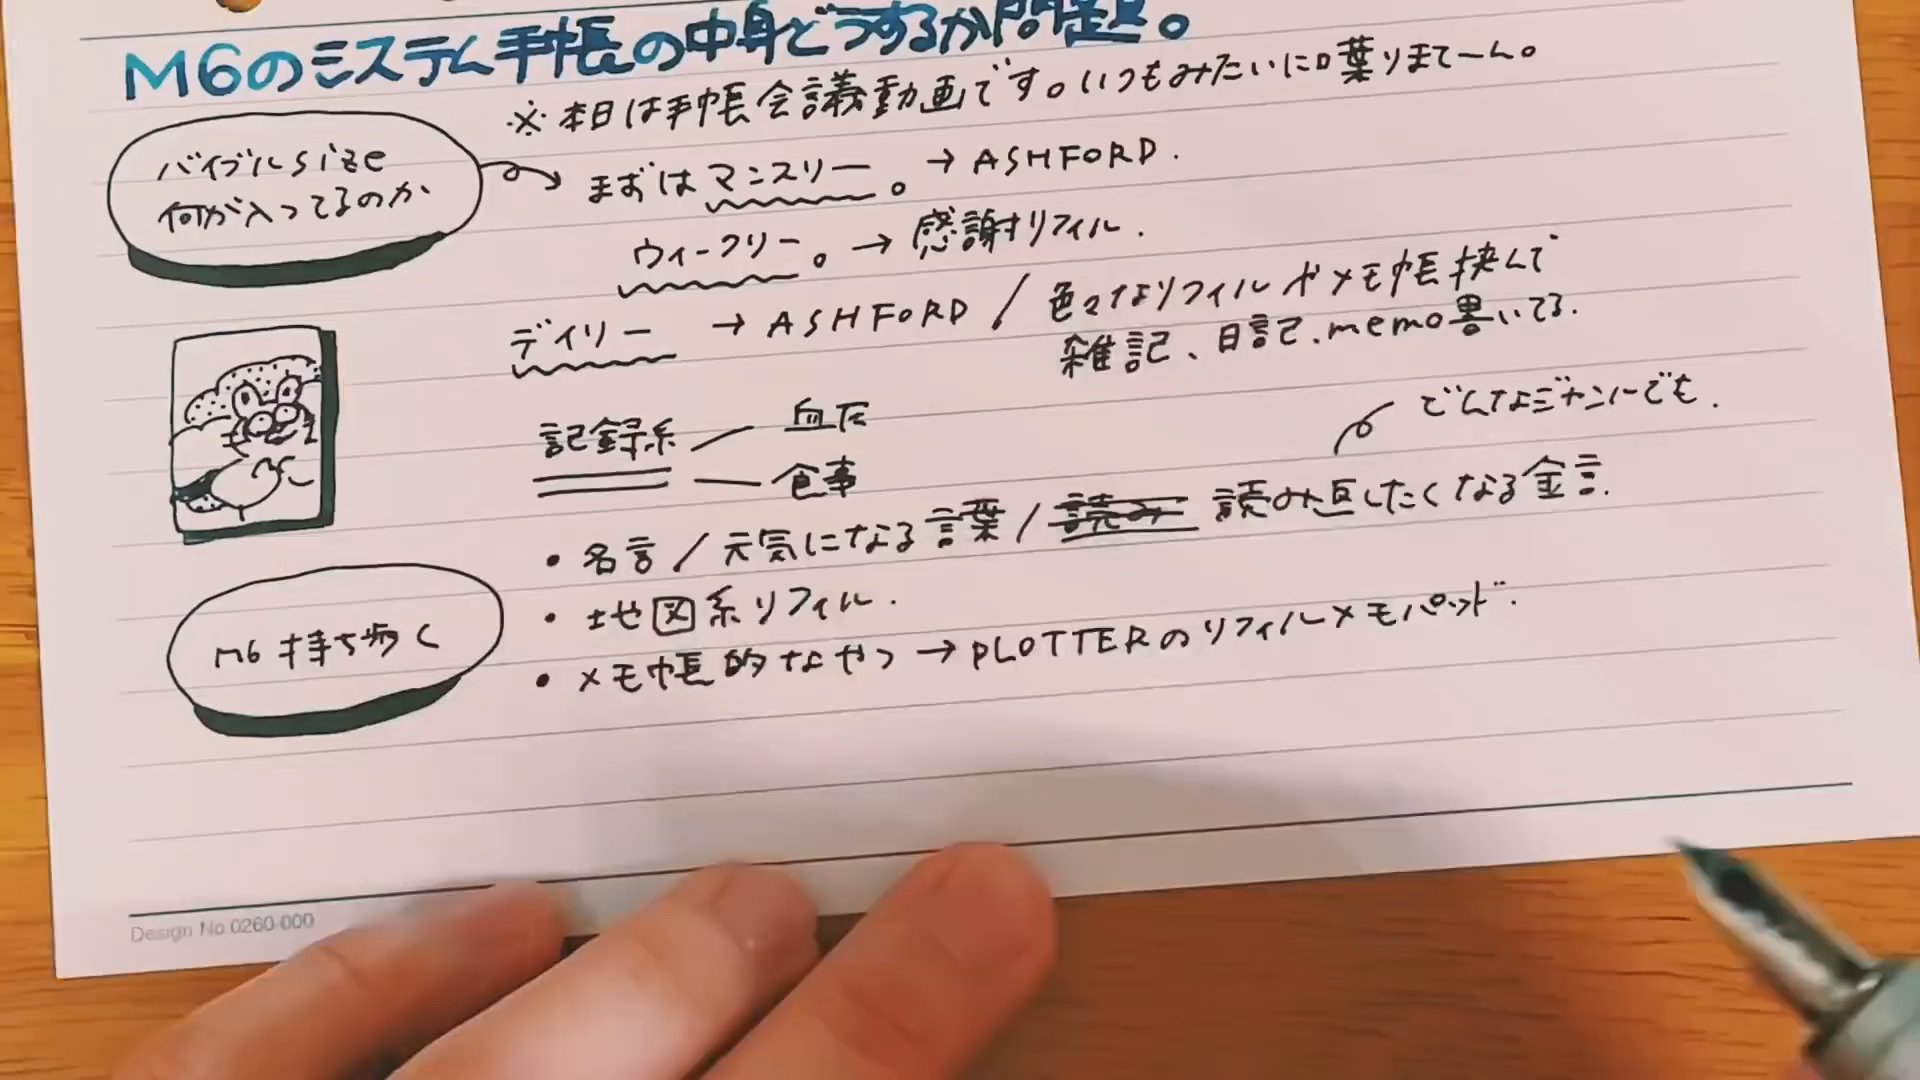 M6のシステム手帳の中身どうするか問題。
※本日は手帳会議動画です。いつもみたいに喋りまてーん。
バイブルsize
何が入ってるのか
まずはマンスリー。→ASHFORD.
ウィークリー。→感謝リフィル.
デイリー →ASHFORD/色々なリフィルやメモ帳挟んで
雑記、日記、memo書いてる.
記録系
血圧
食事
どんなジャンルでも.
・名言/元気になる言葉/読み 読み返したくなる金言.
・地図系リフィル.
M6持ち歩く
・メモ帳的なやつ→PLOTTERのリフィルメモパッド.
Design No.0260-000